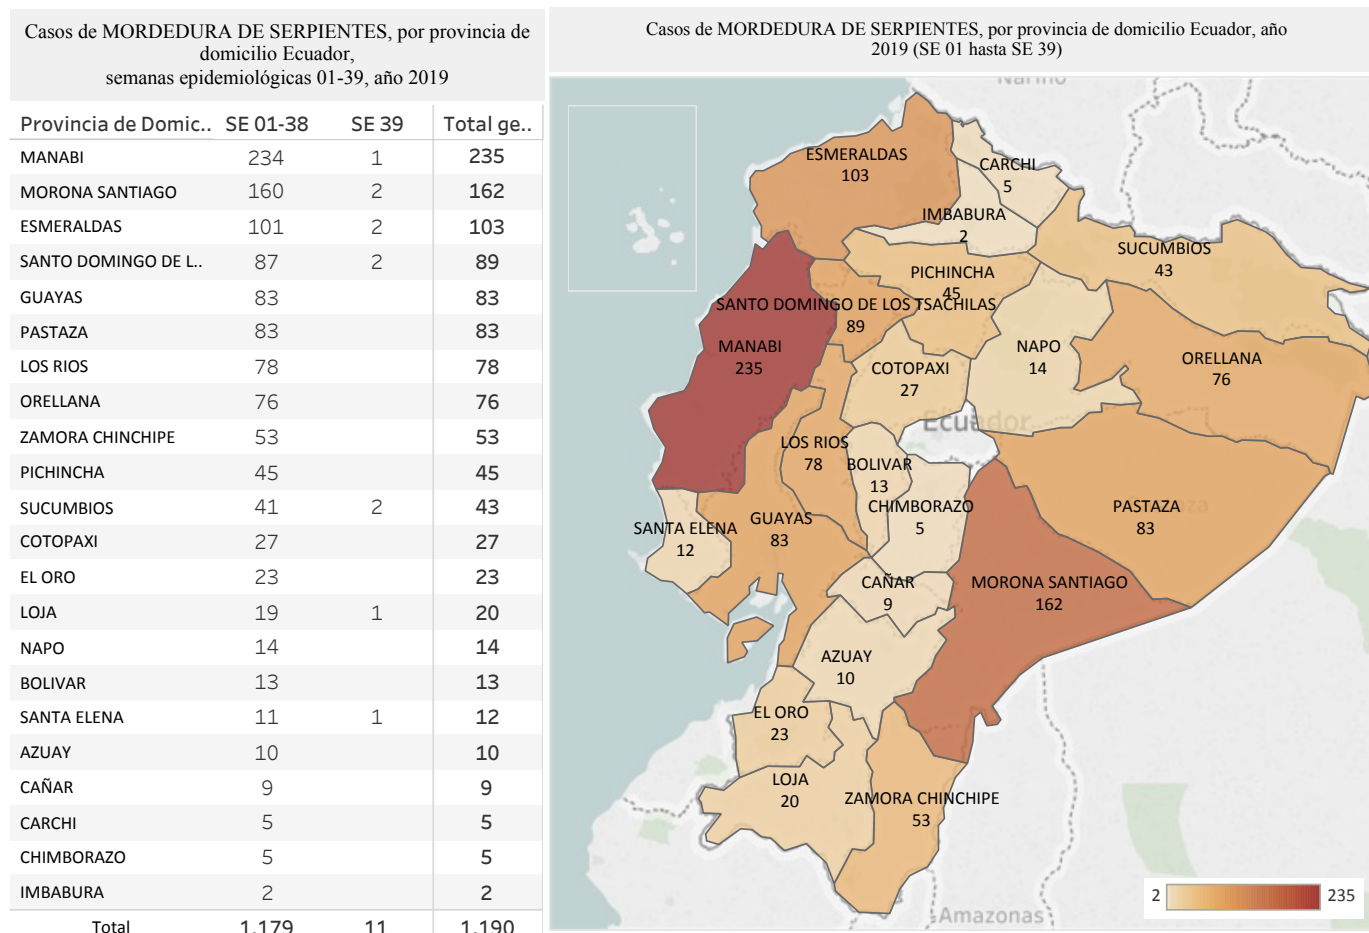 Casos de MORDEDURA DE SERPIENTES, por provincia de
domicilio Ecuador,
semanas epidemiológicas 01-39, año 2019
Provincia de Domic.. SE 01-38 SE 39 Total ge..
MANABI 234 1 235
MORONA SANTIAGO 160 2 162
ESMERALDAS 101 2 103
SANTO DOMINGO DE L.. 87 2 89
GUAYAS 83 83
PASTAZA 83 83
LOS RIOS 78 78
ORELLANA 76 76
ZAMORA CHINCHIPE 53 53
PICHINCHA 45 45
SUCUMBIOS 41 2 43
COTOPAXI 27 27
EL ORO 23 23
LOJA 19 1 20
NAPO 14 14
BOLIVAR 13 13
SANTA ELENA 11 1 12
AZUAY 10 10
CAÑAR 9 9
CARCHI 5 5
CHIMBORAZO 5 5
IMBABURA 2 2
Total 1.179 11 1.190
Casos de MORDEDURA DE SERPIENTES, por provincia de domicilio Ecuador, año
2019 (SE 01 hasta SE 39)
Nariño
ESMERALDAS
103
CARCHI
5
IMBABURA
2
SUCUMBIOS
43
PICHINCHA
45
SANTO DOMINGO DE LOS TSACHILAS
89
MANABI
235
COTOPAXI
27
NAPO
14
ORELLANA
76
Ecuador
LOS RIOS
78
BOLIVAR
13
CHIMBORAZO
5
PASTAZA
83
SANTA ELENA
12
GUAYAS
83
CAÑAR
9
MORONA SANTIAGO
162
AZUAY
10
EL ORO
23
LOJA
20
ZAMORA CHINCHIPE
53
2 235
Amazonas